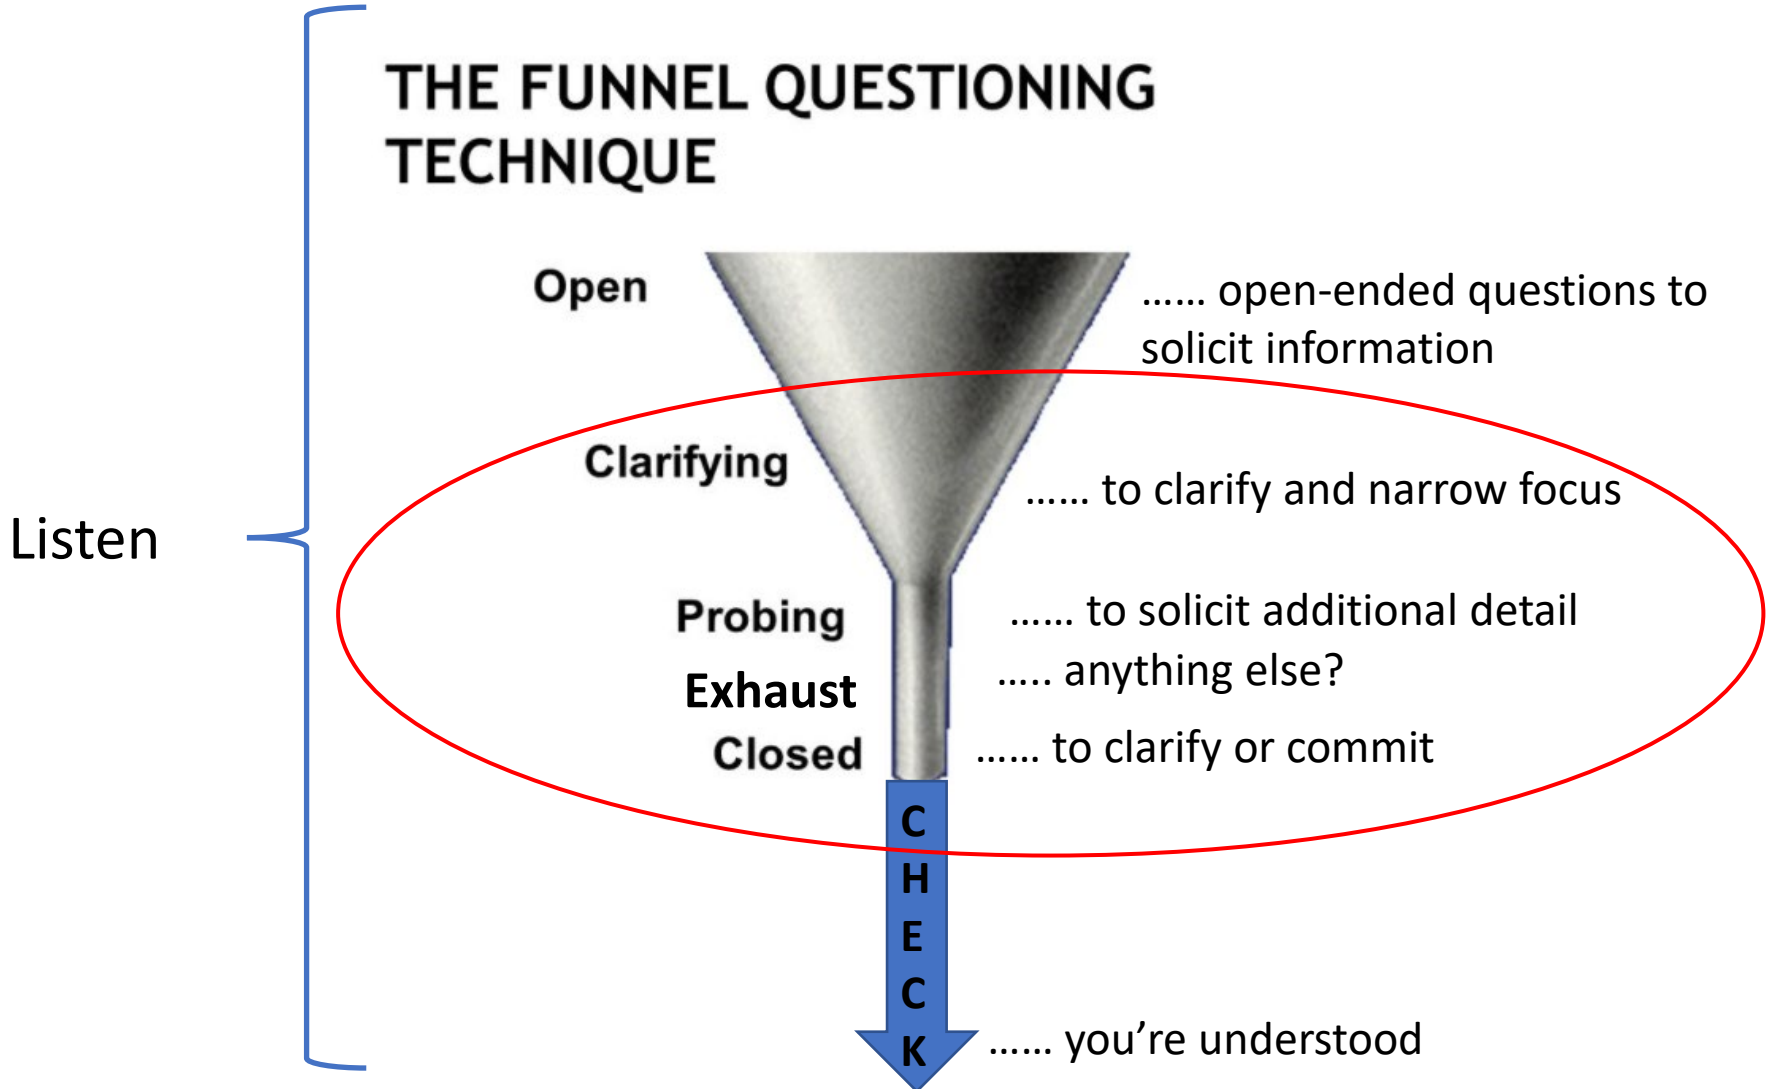 THE FUNNEL QUESTIONING
TECHNIQUE
Open
…… open-ended questions to
solicit information
Clarifying
…… to clarify and narrow focus
Listen
Probing
…… to solicit additional detail
Exhaust
….. anything else?
Closed
…… to clarify or commit
C
H
E
C
K
…… you’re understood